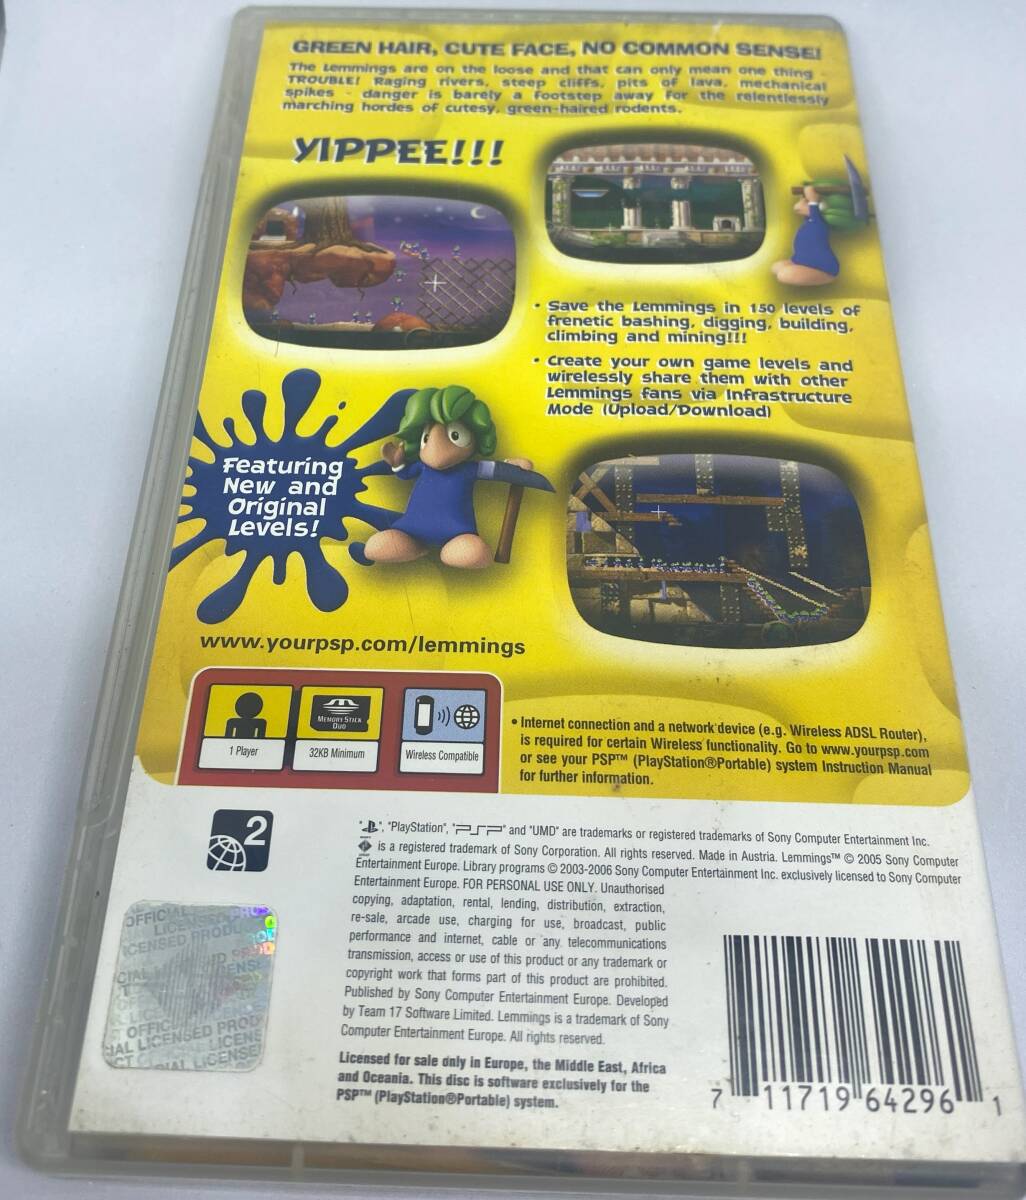 GREEN HAIR, CUTE FACE, NO COMMON SENSE!
The Lemmings are on the loose and that can only mean one thing -
TROUBLE! Raging rivers, steep cliffs, pits of lava, mechanical
spikes - danger is barely a footstep away for the relentlessly
marching hordes of cutesy, green-haired rodents.
YIPPEE!!!
• Save the Lemmings in 150 levels of
frenetic bashing, digging, building,
climbing and mining!!!
• Create your own game levels and
wirelessly share them with other
Lemmings fans via Infrastructure
Mode (Upload/Download)
Featuring
New and
Original
Levels!
www.yourpsp.com/lemmings
1 Player
MEMORY STICK
DUO
32KB Minimum
Wireless Compatible
• Internet connection and a network device (e.g. Wireless ADSL Router),
is required for certain Wireless functionality. Go to www.yourpsp.com
or see your PSP™ (PlayStation®Portable) system Instruction Manual
for further information.
2
" ", "PlayStation", "PSP" and "UMD" are trademarks or registered trademarks of Sony Computer Entertainment Inc.
is a registered trademark of Sony Corporation. All rights reserved. Made in Austria. Lemmings™ © 2005 Sony Computer
Entertainment Europe. Library programs © 2003-2006 Sony Computer Entertainment Inc. exclusively licensed to Sony Computer
Entertainment Europe. FOR PERSONAL USE ONLY. Unauthorised
copying, adaptation, rental, lending, distribution, extraction,
re-sale, arcade use, charging for use, broadcast, public
performance and internet, cable or any telecommunications
transmission, access or use of this product or any trademark or
copyright work that forms part of this product are prohibited.
Published by Sony Computer Entertainment Europe. Developed
by Team 17 Software Limited. Lemmings is a trademark of Sony
Computer Entertainment Europe. All rights reserved.
Licensed for sale only in Europe, the Middle East, Africa
and Oceania. This disc is software exclusively for the
PSP™ (PlayStation®Portable) system.
OFFICIAL
LICENSED PRODUC
7 11719 64296 1